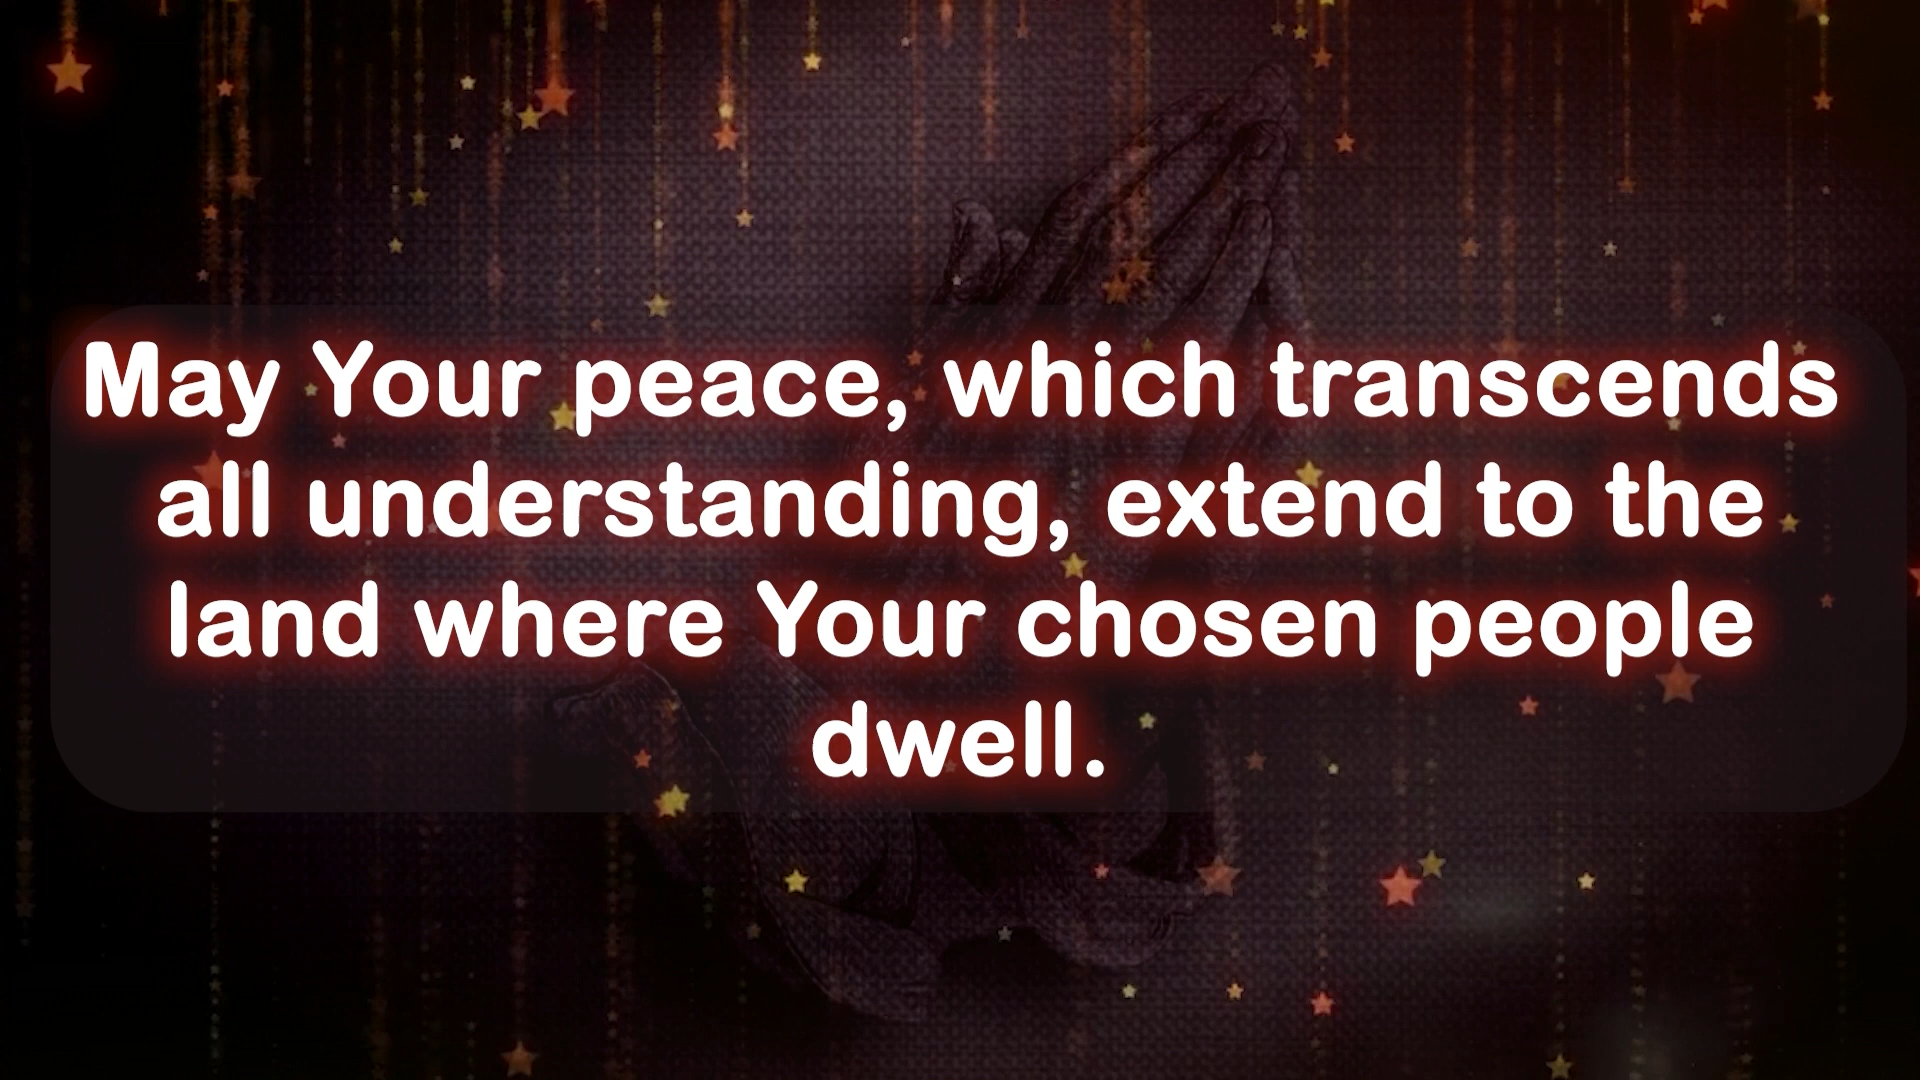 May Your peace, which transcends
all understanding, extend to the
land where Your chosen people
dwell.